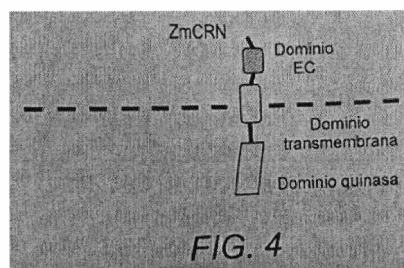 ZmCRN
Dominio
EC
Dominio
transmembrana
Dominio quinasa
FIG. 4